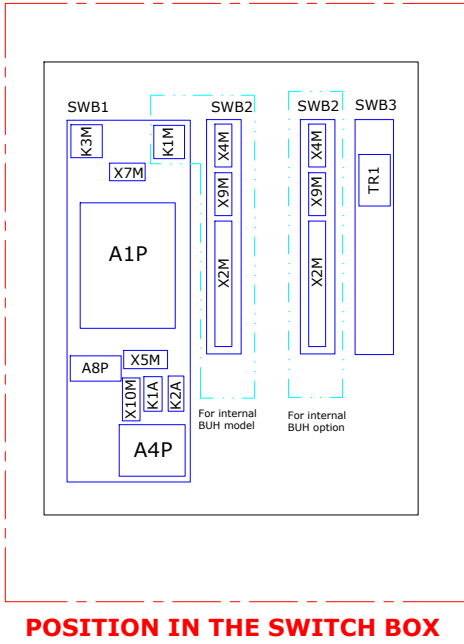 SWB1
SWB2
SWB2
SWB3
K3M
K1M
X4M
X4M
X7M
TR1
X9M
X9M
A1P
X2M
X2M
X5M
A8P
X10M
K1A
K2A
For internal
BUH model
For internal
BUH option
A4P
POSITION IN THE SWITCH BOX